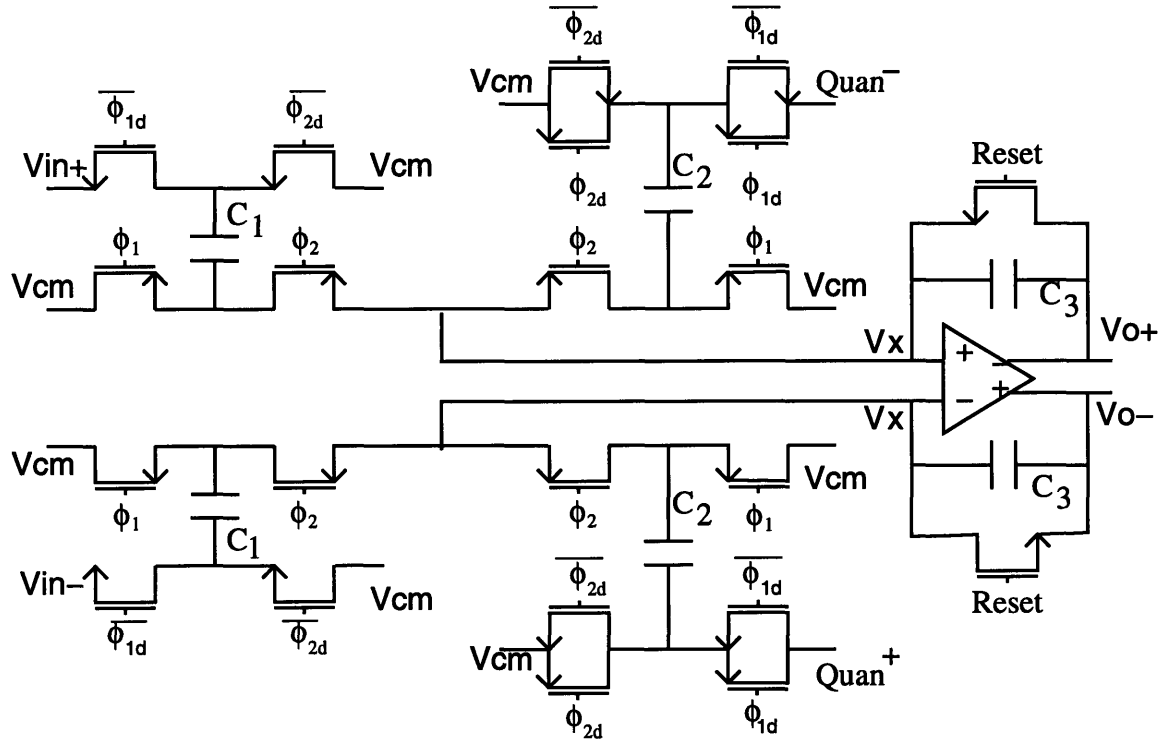 ϕ̅2d ϕ̅1d
Vcm Quan−
ϕ̅1d ϕ̅2d
Vin+ Vcm
C2
ϕ2d ϕ1d
Reset
C1
ϕ1 ϕ2 ϕ2 ϕ1
Vcm Vcm
C3
Vx + − Vo+
Vx − + Vo−
Vcm Vcm
C3
ϕ1 ϕ2 ϕ2 ϕ1
C2
C1
Vin− Vcm
ϕ̅2d ϕ̅1d
Reset
ϕ̅1d ϕ̅2d
Vcm Quan+
ϕ2d ϕ1d